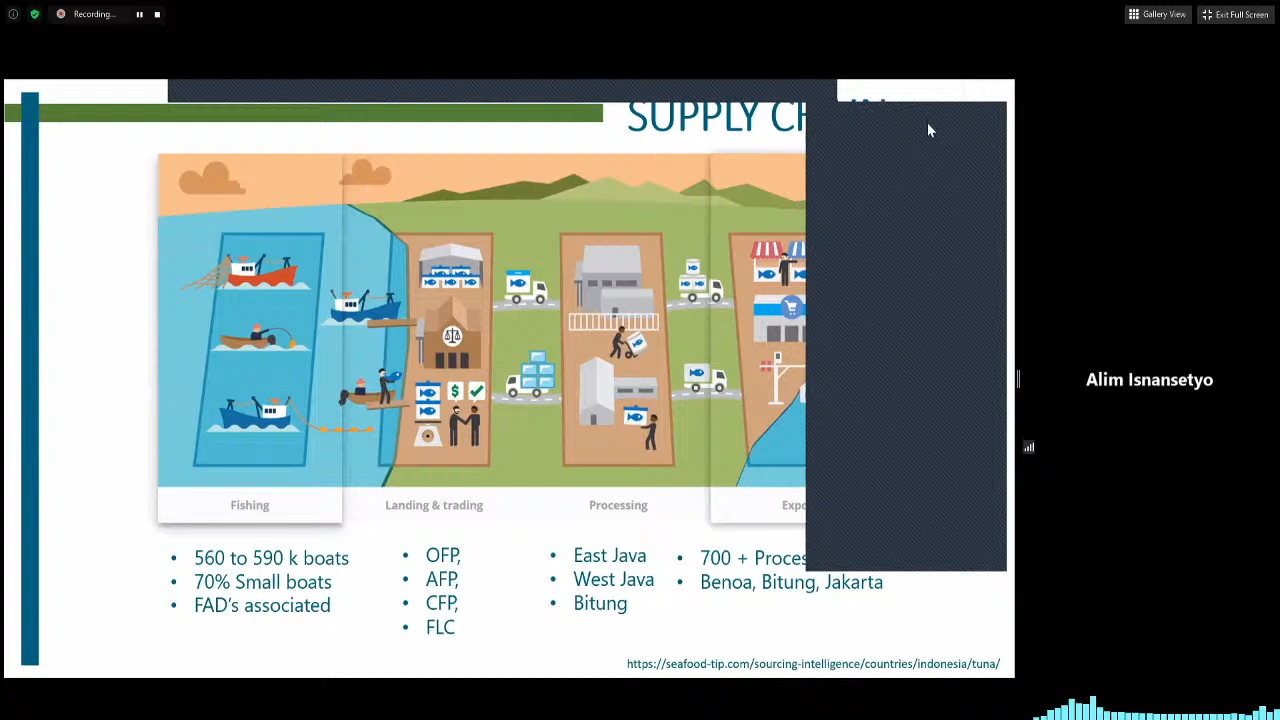 Recording...
Gallery View
Exit Full Screen
SUPPLY
Fishing
Landing & trading
Processing
• 560 to 590 k boats
• 70% Small boats
• FAD's associated
• OFP,
• AFP,
• CFP,
• FLC
• East Java
• West Java
• Bitung
• 700 +
• Benoa, Bitung, Jakarta
https://seafood-tip.com/sourcing-intelligence/countries/indonesia/tuna/
Alim Isnansetyo
$